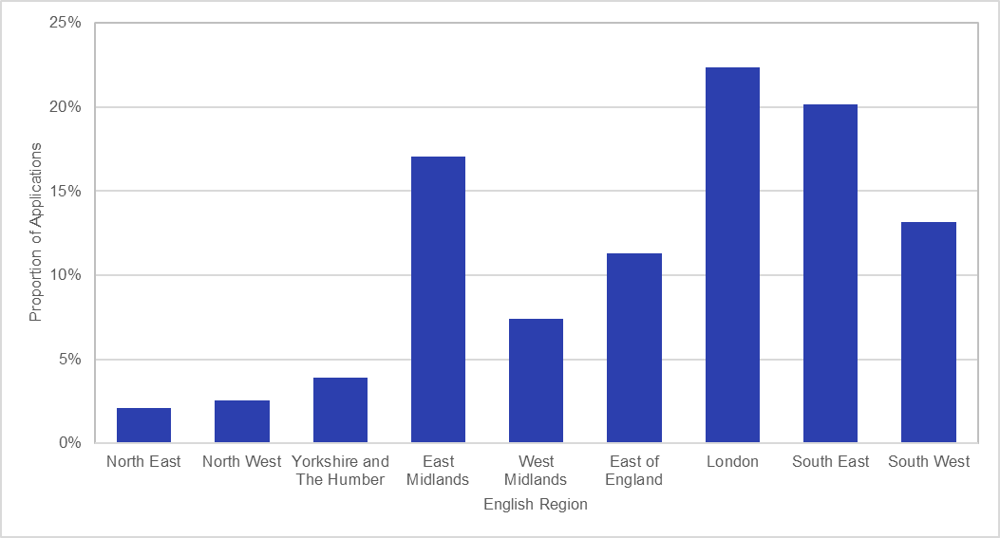 25%
20%
15%
10%
5%
0%
Proportion of Applications
North East
North West
Yorkshire and
The Humber
East
Midlands
West
Midlands
East of
England
London
South East
South West
English Region